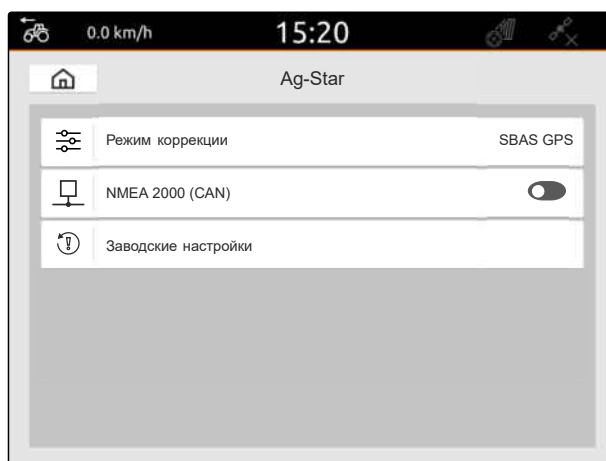 0.0 km/h 15:20
Ag-Star
Режим коррекции SBAS GPS
NMEA 2000 (CAN)
Заводские настройки